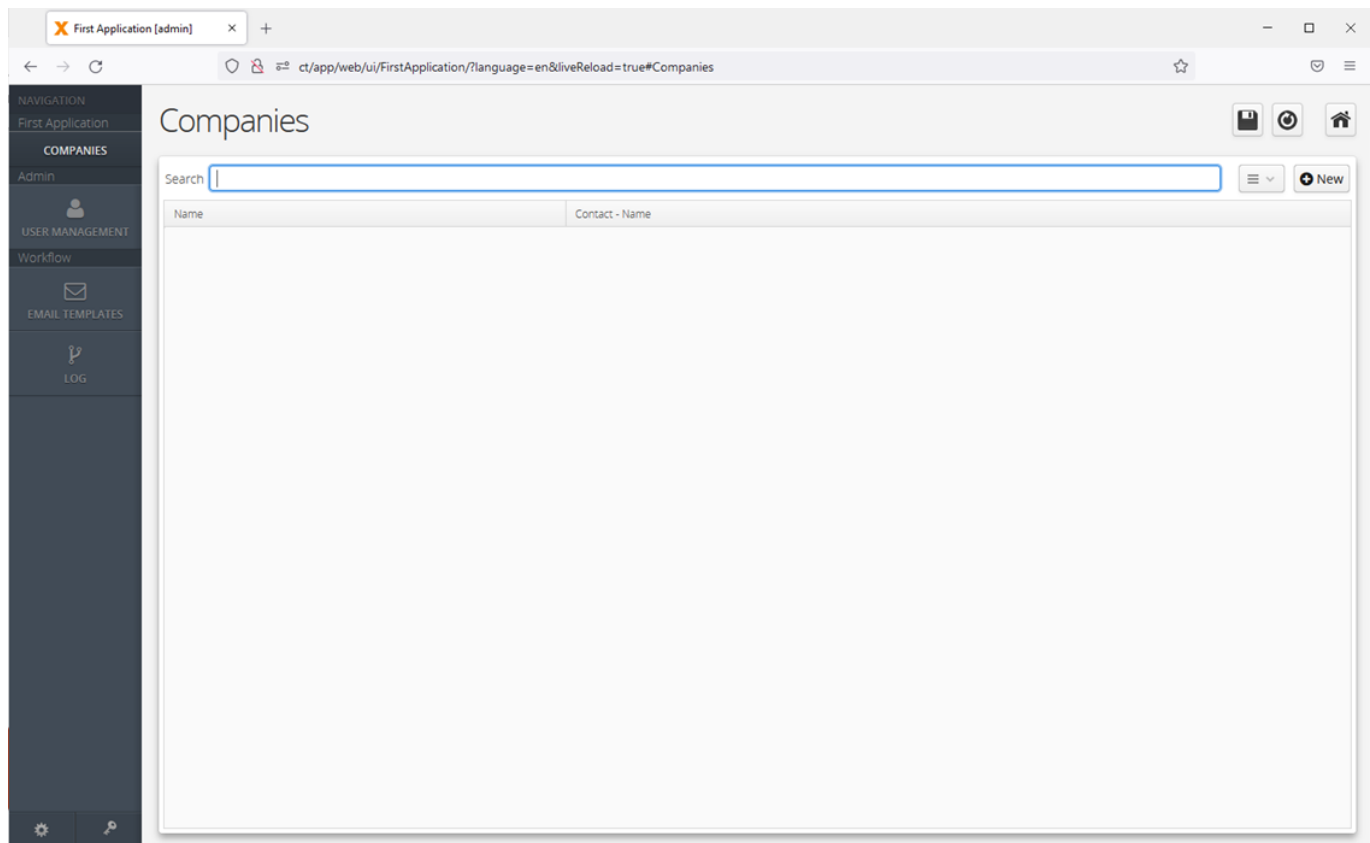 First Application [admin]
ct/app/web/ui/FirstApplication/?language=en&liveReload=true#Companies
NAVIGATION
First Application
COMPANIES
Admin
USER MANAGEMENT
Workflow
EMAIL TEMPLATES
LOG
Companies
Search
New
Name Contact - Name